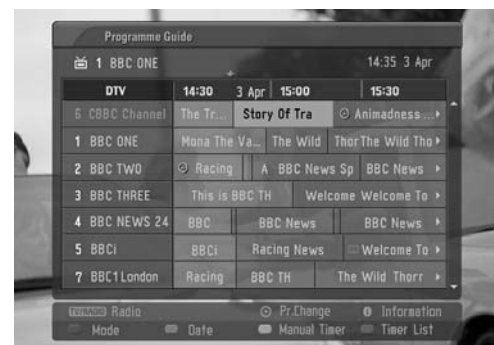 Programme Guide
1 BBC ONE 14:35 3 Apr
DTV 14:30 3 Apr 15:00 15:30
6 CBBC Channel The Tr... Story Of Tra Animadness ...
1 BBC ONE Mona The Va... The Wild Thor The Wild Tho
2 BBC TWO Racing A BBC News Sp BBC News
3 BBC THREE This is BBC TH Welcome Welcome To
4 BBC NEWS 24 BBC BBC News BBC News
5 BBCi BBCi Racing News Welcome To
7 BBC1 London Racing BBC TH The Wild Thorr
TV/RADIO Radio Pr.Change Information
Mode Date Manual Timer Timer List